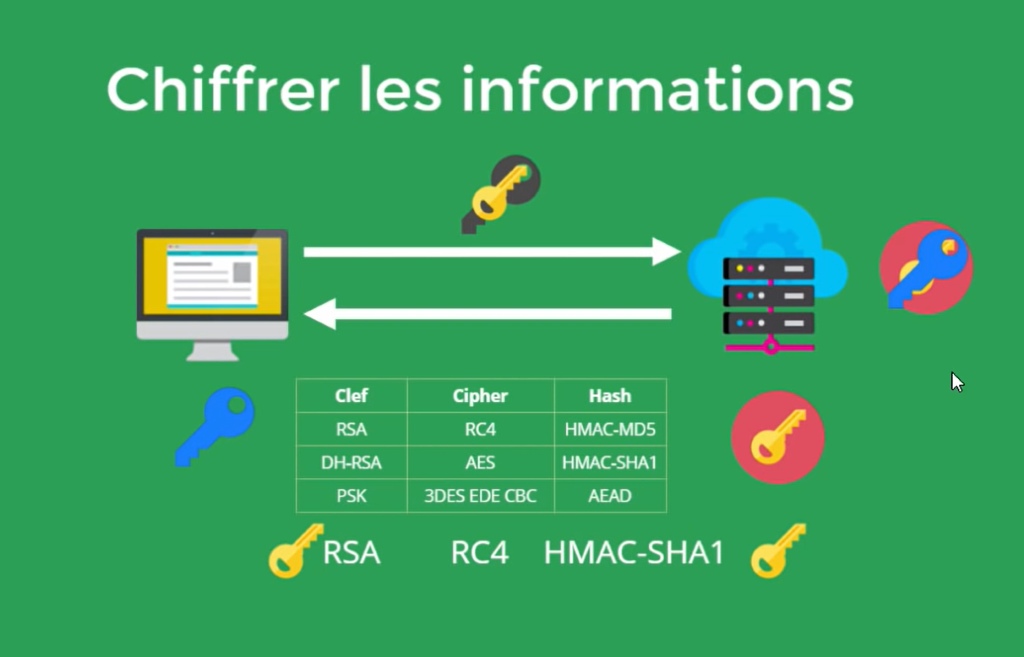 Chiffrer les informations
Clef Cipher Hash
RSA RC4 HMAC-MD5
DH-RSA AES HMAC-SHA1
PSK 3DES EDE CBC AEAD
RSA RC4 HMAC-SHA1